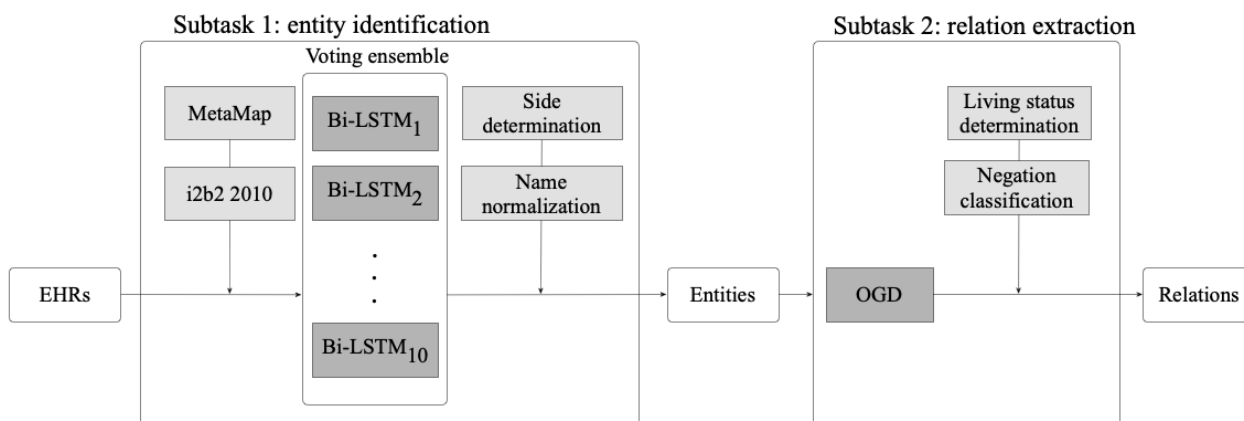 Subtask 1: entity identification
Subtask 2: relation extraction
Voting ensemble
MetaMap
i2b2 2010
Bi-LSTM1
Bi-LSTM2
.
.
.
Bi-LSTM10
Side
determination
Name
normalization
Living status
determination
Negation
classification
EHRs
Entities
OGD
Relations